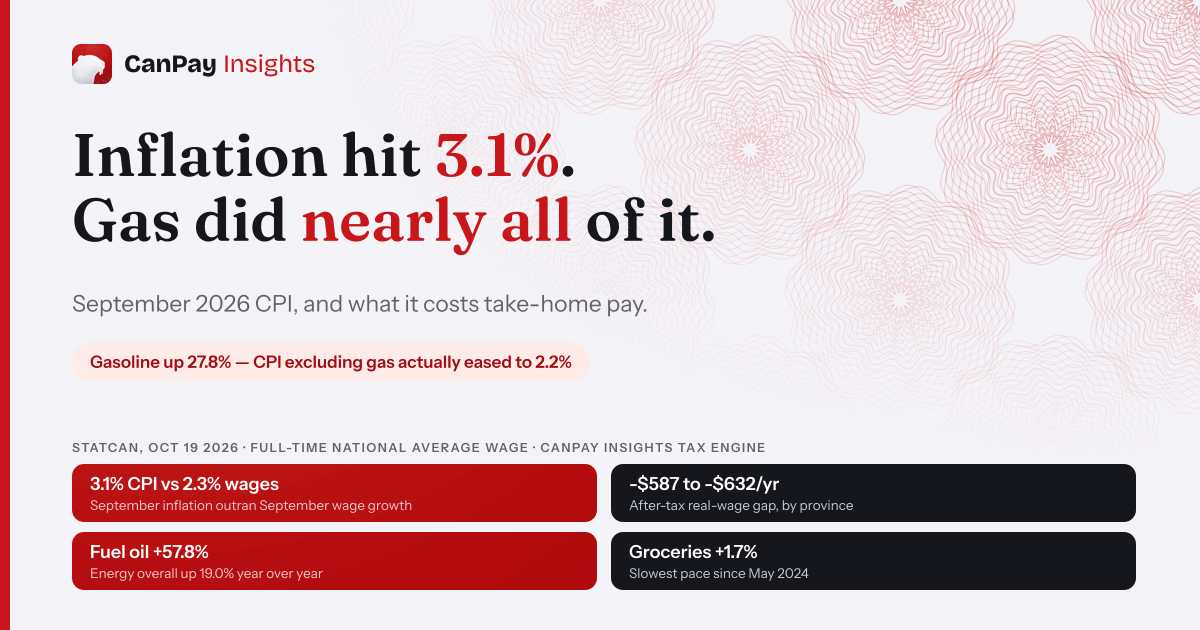 CanPay Insights
Inflation hit 3.1%.
Gas did nearly all of it.
September 2026 CPI, and what it costs take-home pay.
Gasoline up 27.8% — CPI excluding gas actually eased to 2.2%
STATCAN, OCT 19 2026 · FULL-TIME NATIONAL AVERAGE WAGE · CANPAY INSIGHTS TAX ENGINE
3.1% CPI vs 2.3% wages
September inflation outran September wage growth
-$587 to -$632/yr
After-tax real-wage gap, by province
Fuel oil +57.8%
Energy overall up 19.0% year over year
Groceries +1.7%
Slowest pace since May 2024